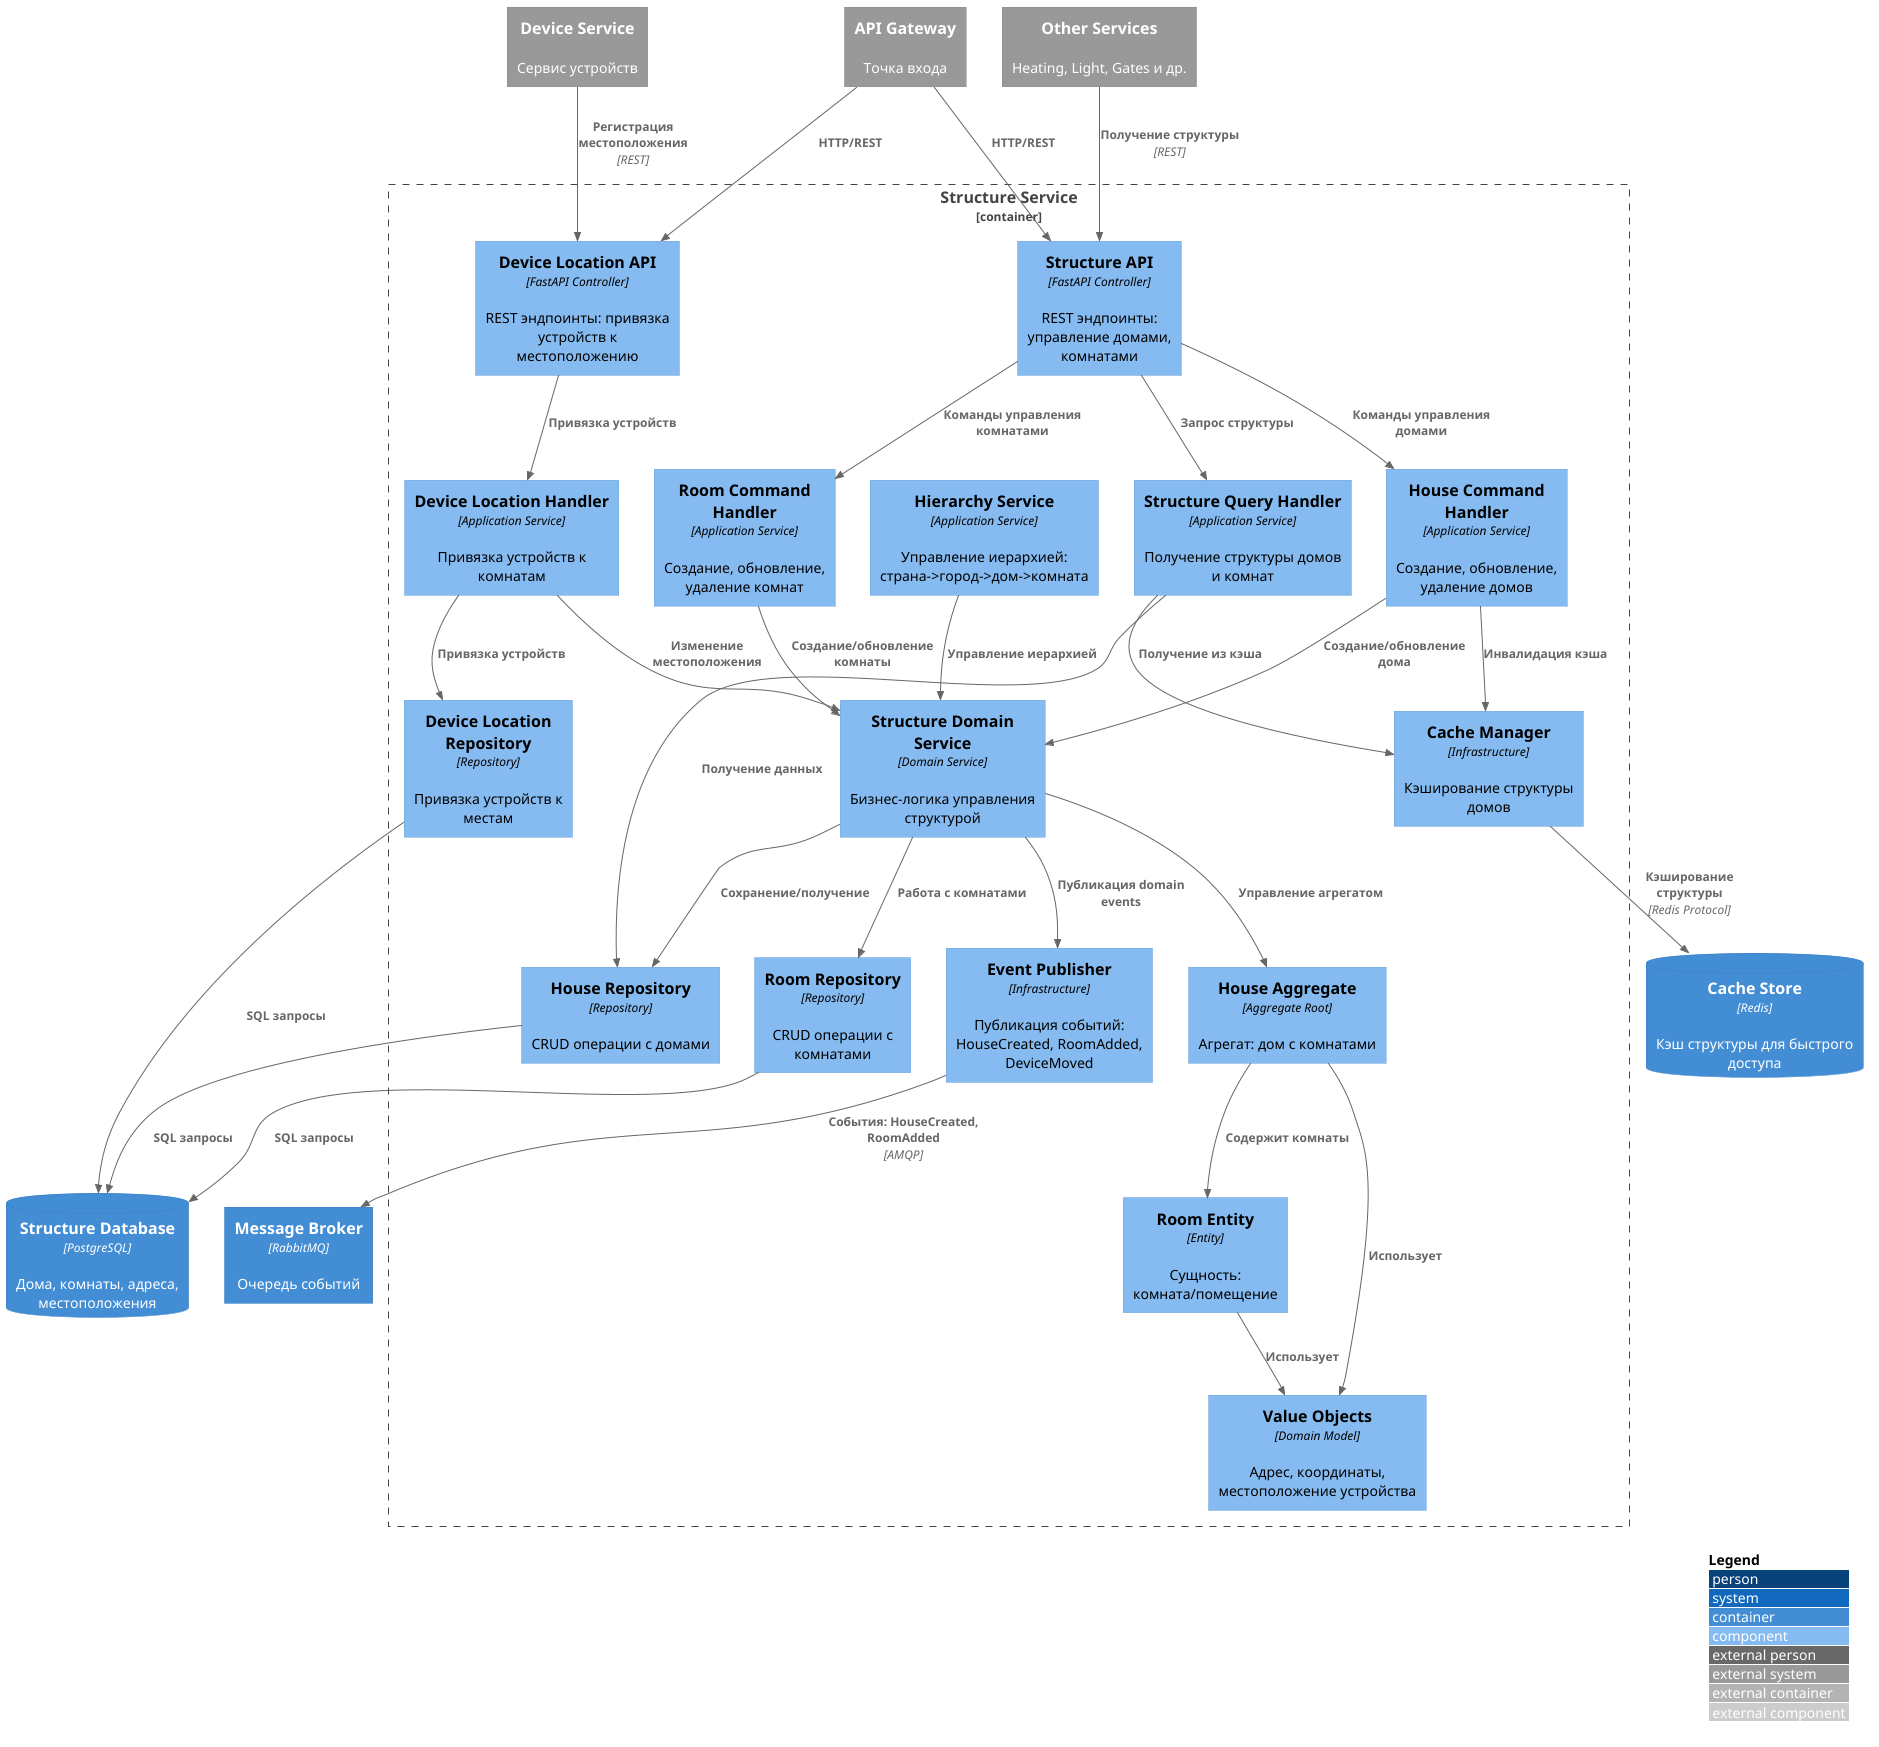 Device Service
Сервис устройств
API Gateway
Точка входа
Other Services
Heating, Light, Gates и др.
Регистрация
местоположения
[REST]
HTTP/REST
HTTP/REST
Получение структуры
[REST]
Structure Service
[container]
Device Location API
[FastAPI Controller]
REST эндпоинты: привязка
устройств к
местоположению
Structure API
[FastAPI Controller]
REST эндпоинты:
управление домами,
комнатами
Привязка устройств
Команды управления
комнатами
Запрос структуры
Команды управления
домами
Device Location Handler
[Application Service]
Привязка устройств к
комнатам
Room Command
Handler
[Application Service]
Создание, обновление,
удаление комнат
Hierarchy Service
[Application Service]
Управление иерархией:
страна->город->дом->комната
Structure Query Handler
[Application Service]
Получение структуры домов
и комнат
House Command
Handler
[Application Service]
Создание, обновление,
удаление домов
Привязка устройств
Изменение
местоположения
Создание/обновление
комнаты
Управление иерархией
Получение из кэша
Создание/обновление
дома
Инвалидация кэша
Device Location
Repository
[Repository]
Привязка устройств к
местам
Получение данных
Structure Domain
Service
[Domain Service]
Бизнес-логика управления
структурой
Cache Manager
[Infrastructure]
Кэширование структуры
домов
Сохранение/получение
Работа с комнатами
Публикация domain
events
Управление агрегатом
Кэширование
структуры
[Redis Protocol]
SQL запросы
House Repository
[Repository]
CRUD операции с домами
Room Repository
[Repository]
CRUD операции с
комнатами
Event Publisher
[Infrastructure]
Публикация событий:
HouseCreated, RoomAdded,
DeviceMoved
House Aggregate
[Aggregate Root]
Агрегат: дом с комнатами
Cache Store
[Redis]
Кэш структуры для быстрого
доступа
SQL запросы
SQL запросы
События: HouseCreated,
RoomAdded
[AMQP]
Содержит комнаты
Structure Database
[PostgreSQL]
Дома, комнаты, адреса,
местоположения
Message Broker
[RabbitMQ]
Очередь событий
Room Entity
[Entity]
Сущность:
комната/помещение
Использует
Использует
Value Objects
[Domain Model]
Адрес, координаты,
местоположение устройства
Legend
person
system
container
component
external person
external system
external container
external component